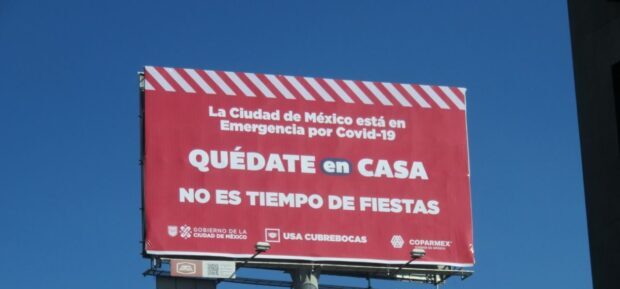 La Ciudad de México está en
Emergencia por Covid-19
QUÉDATE en CASA
NO ES TIEMPO DE FIESTAS
GOBIERNO DE LA
CIUDAD DE MÉXICO
USA CUBREBOCAS
COPARMEX